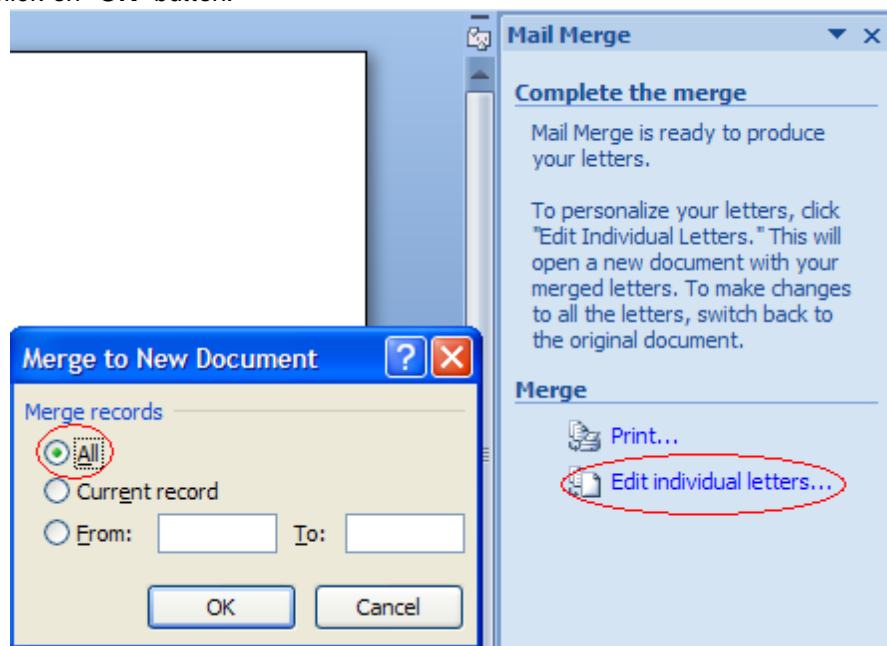 on "OK" button.
Mail Merge
Complete the merge
Mail Merge is ready to produce
your letters.
To personalize your letters, click
"Edit Individual Letters." This will
open a new document with your
merged letters. To make changes
to all the letters, switch back to
the original document.
Merge
Print...
Edit individual letters...
Merge to New Document
Merge records
All
Current record
From: To:
OK Cancel